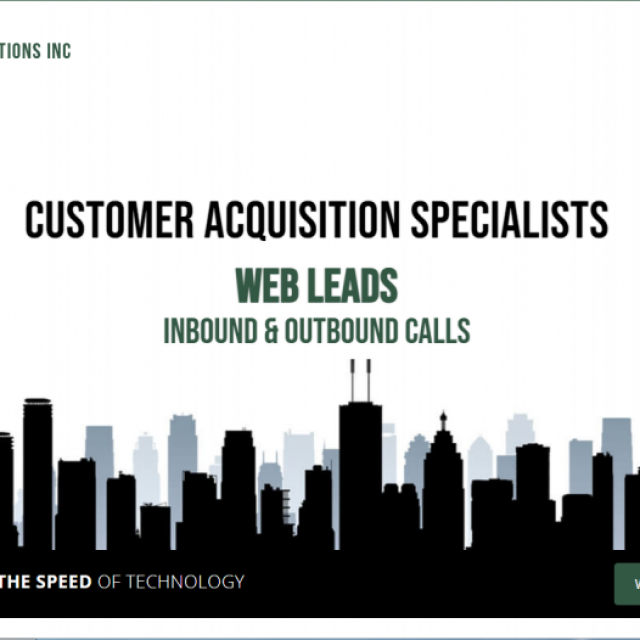 TIONS INC
CUSTOMER ACQUISITION SPECIALISTS
WEB LEADS
INBOUND & OUTBOUND CALLS
THE SPEED OF TECHNOLOGY